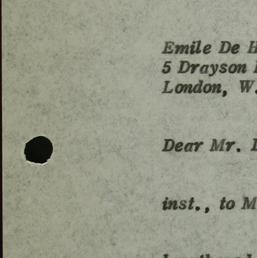 Emile De H
5 Drayson
London, W.
Dear Mr.
inst., to M